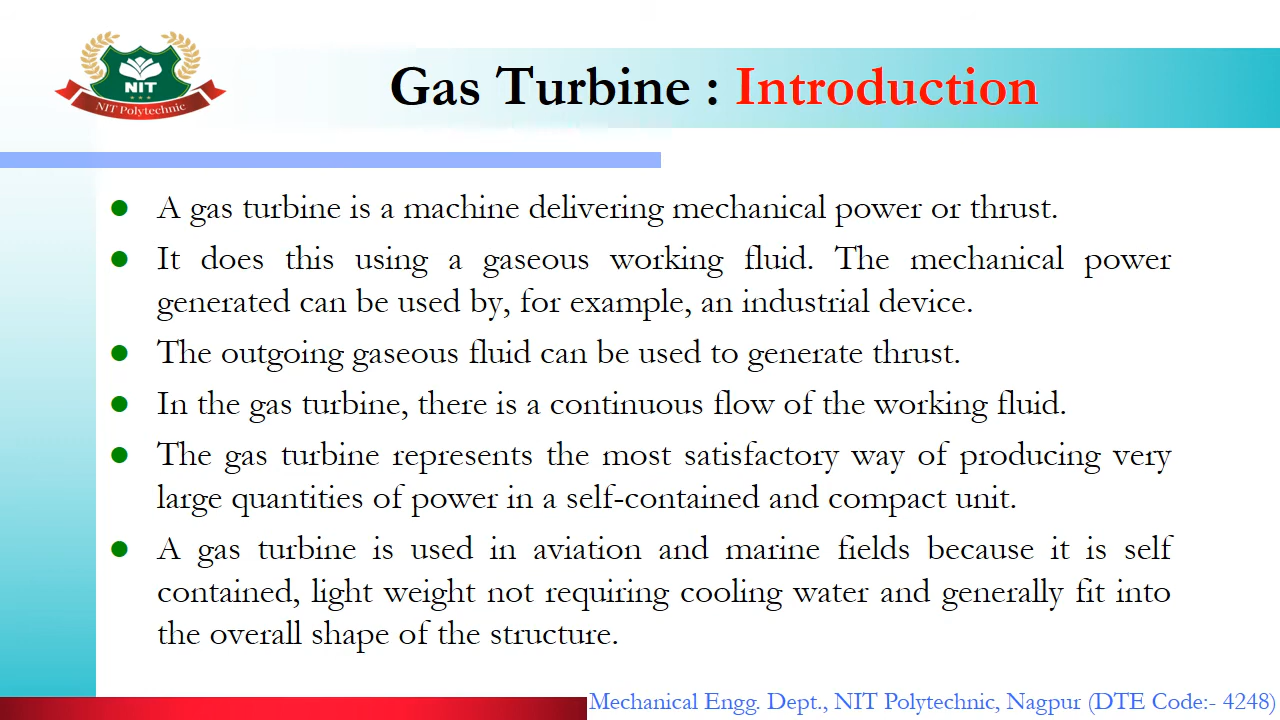 NIT
NIT Polytechnic
Gas Turbine : Introduction
A gas turbine is a machine delivering mechanical power or thrust.
It does this using a gaseous working fluid. The mechanical power
generated can be used by, for example, an industrial device.
The outgoing gaseous fluid can be used to generate thrust.
In the gas turbine, there is a continuous flow of the working fluid.
The gas turbine represents the most satisfactory way of producing very
large quantities of power in a self-contained and compact unit.
A gas turbine is used in aviation and marine fields because it is self
contained, light weight not requiring cooling water and generally fit into
the overall shape of the structure.
Mechanical Engg. Dept., NIT Polytechnic, Nagpur (DTE Code:- 4248)